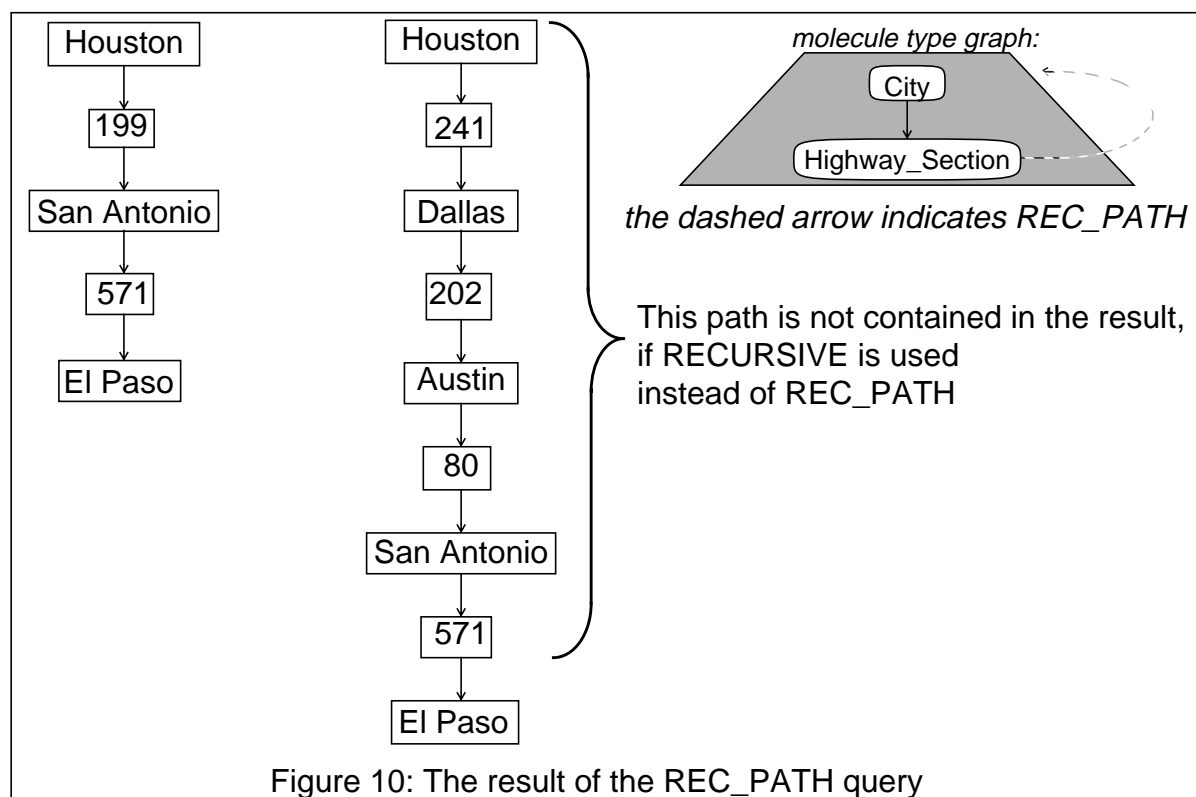 Houston
199
San Antonio
571
El Paso
Houston
241
Dallas
202
Austin
80
San Antonio
571
El Paso
molecule type graph:
City
Highway_Section
the dashed arrow indicates REC_PATH
This path is not contained in the result,
if RECURSIVE is used
instead of REC_PATH
Figure 10: The result of the REC_PATH query